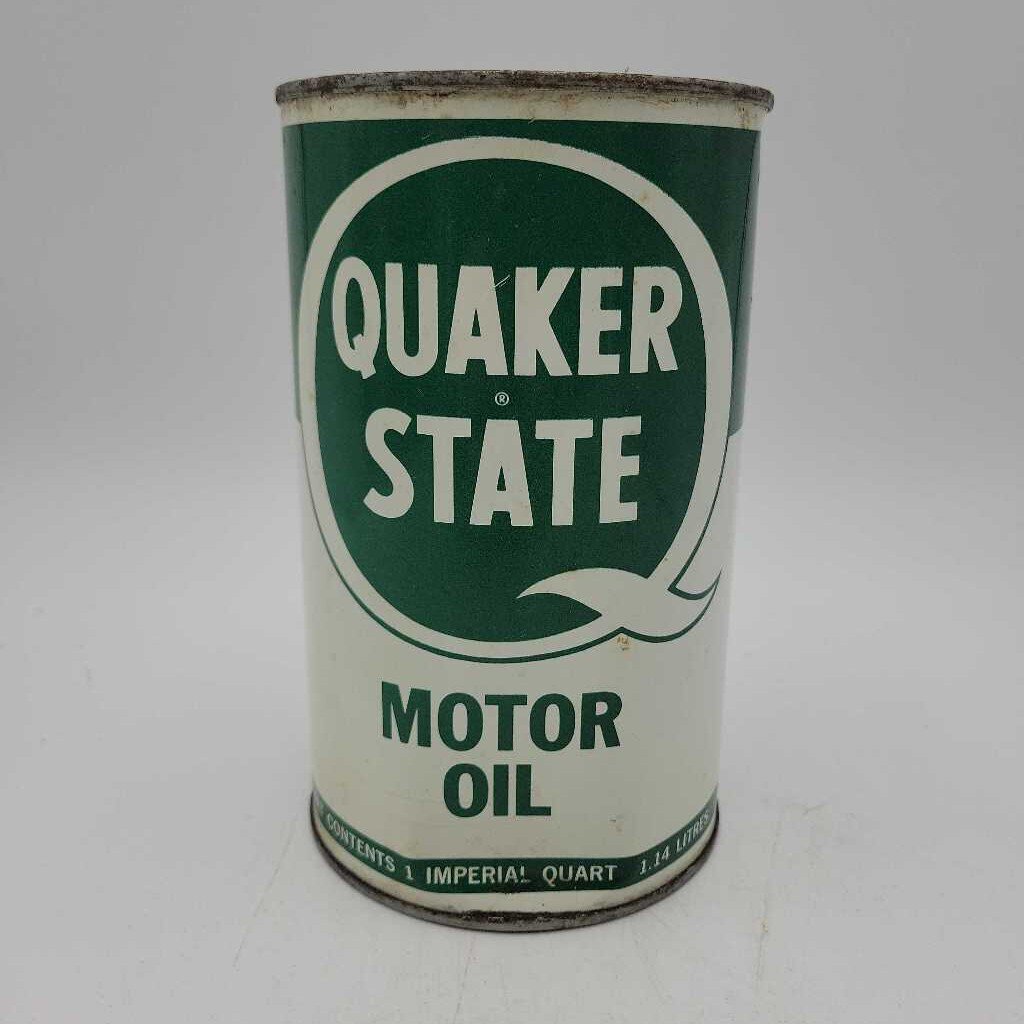 QUAKER
®
STATE
MOTOR
OIL
CONTENTS 1 IMPERIAL QUART 1.14 LITRES